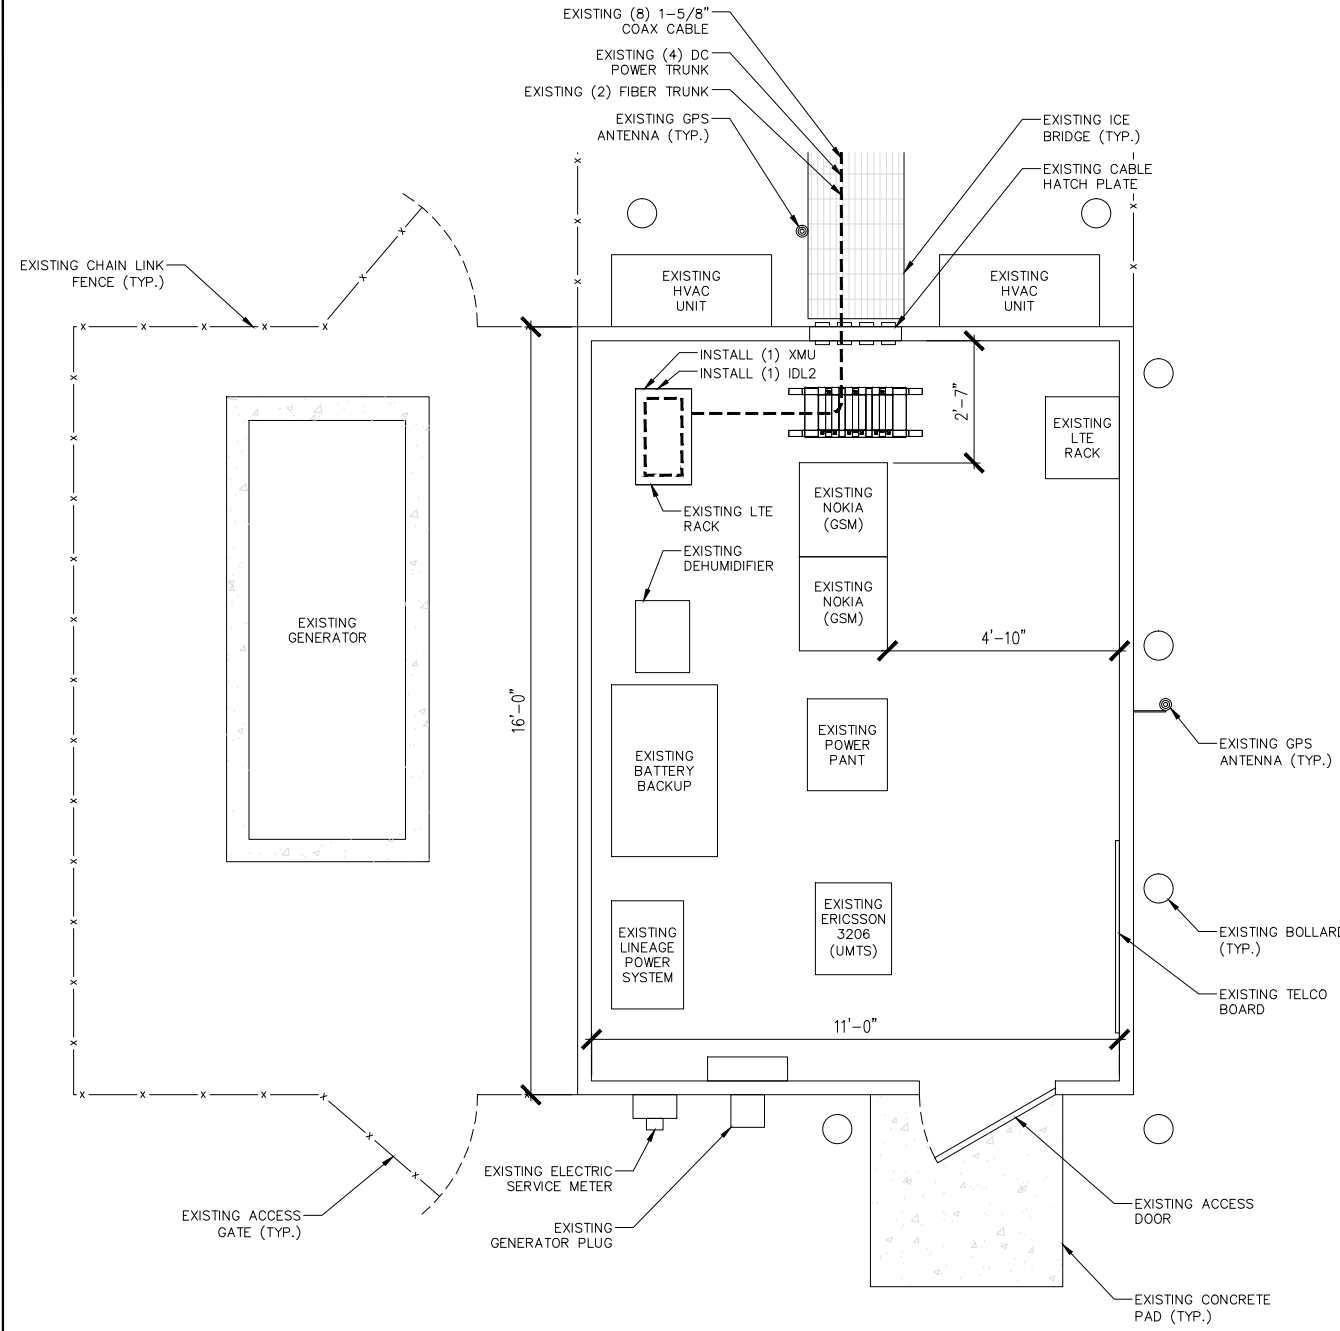 EXISTING (8) 1-5/8"
COAX CABLE
EXISTING (4) DC
POWER TRUNK
EXISTING (2) FIBER TRUNK
EXISTING GPS
ANTENNA (TYP.)
EXISTING ICE
BRIDGE (TYP.)
EXISTING CABLE
HATCH PLATE
EXISTING CHAIN LINK
FENCE (TYP.)
EXISTING
HVAC
UNIT
EXISTING
HVAC
UNIT
INSTALL (1) XMU
INSTALL (1) IDL2
2'-7"
EXISTING
LTE
RACK
EXISTING
NOKIA
(GSM)
EXISTING LTE
RACK
EXISTING
DEHUMIDIFIER
EXISTING
NOKIA
(GSM)
EXISTING
GENERATOR
4'-10"
16'-0"
EXISTING
POWER
PANT
EXISTING
BATTERY
BACKUP
EXISTING GPS
ANTENNA (TYP.)
EXISTING
ERICSSON
3206
(UMTS)
EXISTING
LINEAGE
POWER
SYSTEM
EXISTING BOLLARD
(TYP.)
EXISTING TELCO
BOARD
11'-0"
EXISTING ELECTRIC
SERVICE METER
EXISTING ACCESS
GATE (TYP.)
EXISTING
GENERATOR PLUG
EXISTING ACCESS
DOOR
EXISTING CONCRETE
PAD (TYP.)